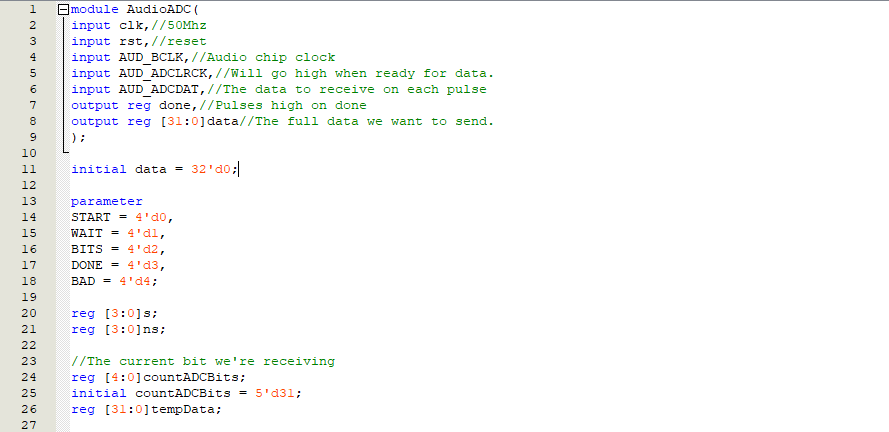 1 module AudioADC(
2 input clk,//50Mhz
3 input rst,//reset
4 input AUD_BCLK,//Audio chip clock
5 input AUD_ADCLRCK,//Will go high when ready for data.
6 input AUD_ADCDAT,//The data to receive on each pulse
7 output reg done,//Pulses high on done
8 output reg [31:0]data//The full data we want to send.
9 );
10
11 initial data = 32'd0;
12
13 parameter
14 START = 4'd0,
15 WAIT = 4'd1,
16 BITS = 4'd2,
17 DONE = 4'd3,
18 BAD = 4'd4;
19
20 reg [3:0]s;
21 reg [3:0]ns;
22
23 //The current bit we're receiving
24 reg [4:0]countADCBits;
25 initial countADCBits = 5'd31;
26 reg [31:0]tempData;
27